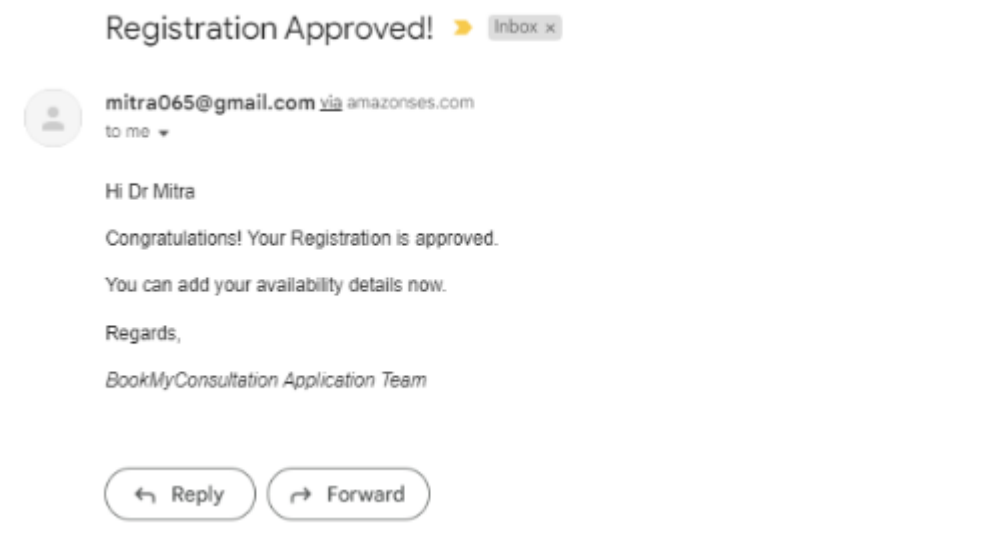 Registration Approved!
Inbox ×
mitra065@gmail.com via amazonses.com
to me
Hi Dr Mitra
Congratulations! Your Registration is approved.
You can add your availability details now.
Regards,
BookMyConsultation Application Team
Reply
Forward